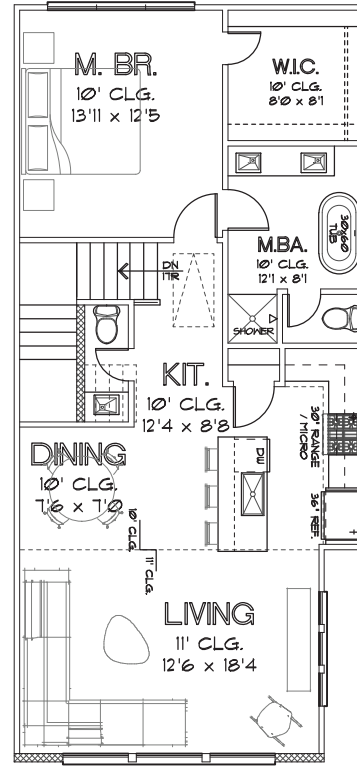 M. BR.
10' CLG.
13'11 x 12'5
W.I.C.
10' CLG.
8'0 x 8'1
30x60
TUB
M.BA.
10' CLG.
12'1 x 8'1
DN
17R
SHOWER
KIT.
10' CLG.
12'4 x 8'8
30" RANGE
/ MICRO
DINING
10' CLG.
7'6 x 7'0
DW
36" REF.
10' CLG.
11' CLG.
LIVING
11' CLG.
12'6 x 18'4